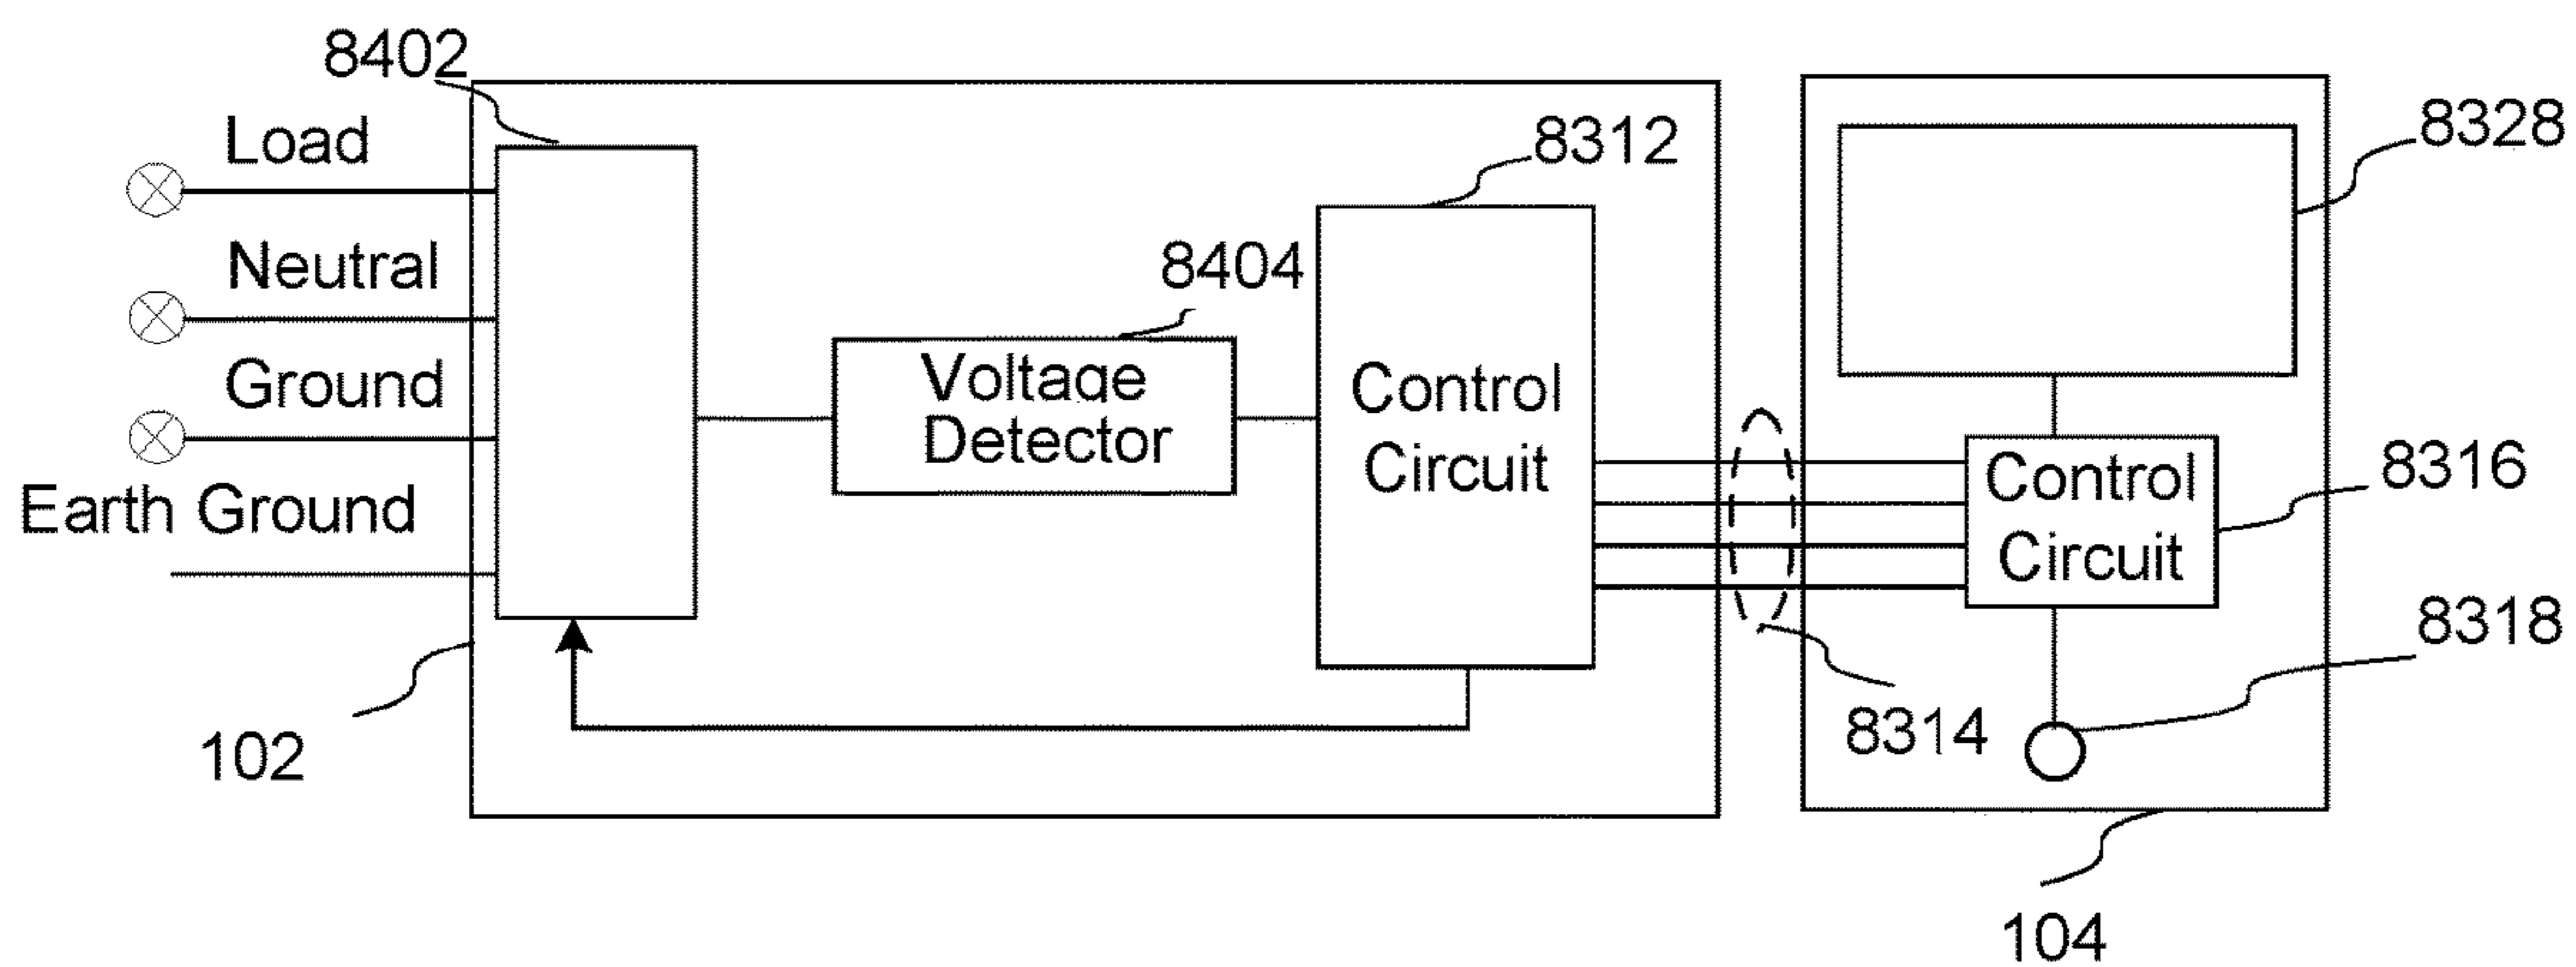 8402
Load
Neutral
Ground
Earth Ground
102
8404
Voltage
Detector
8312
Control
Circuit
8314
8328
Control
Circuit
8316
8318
104